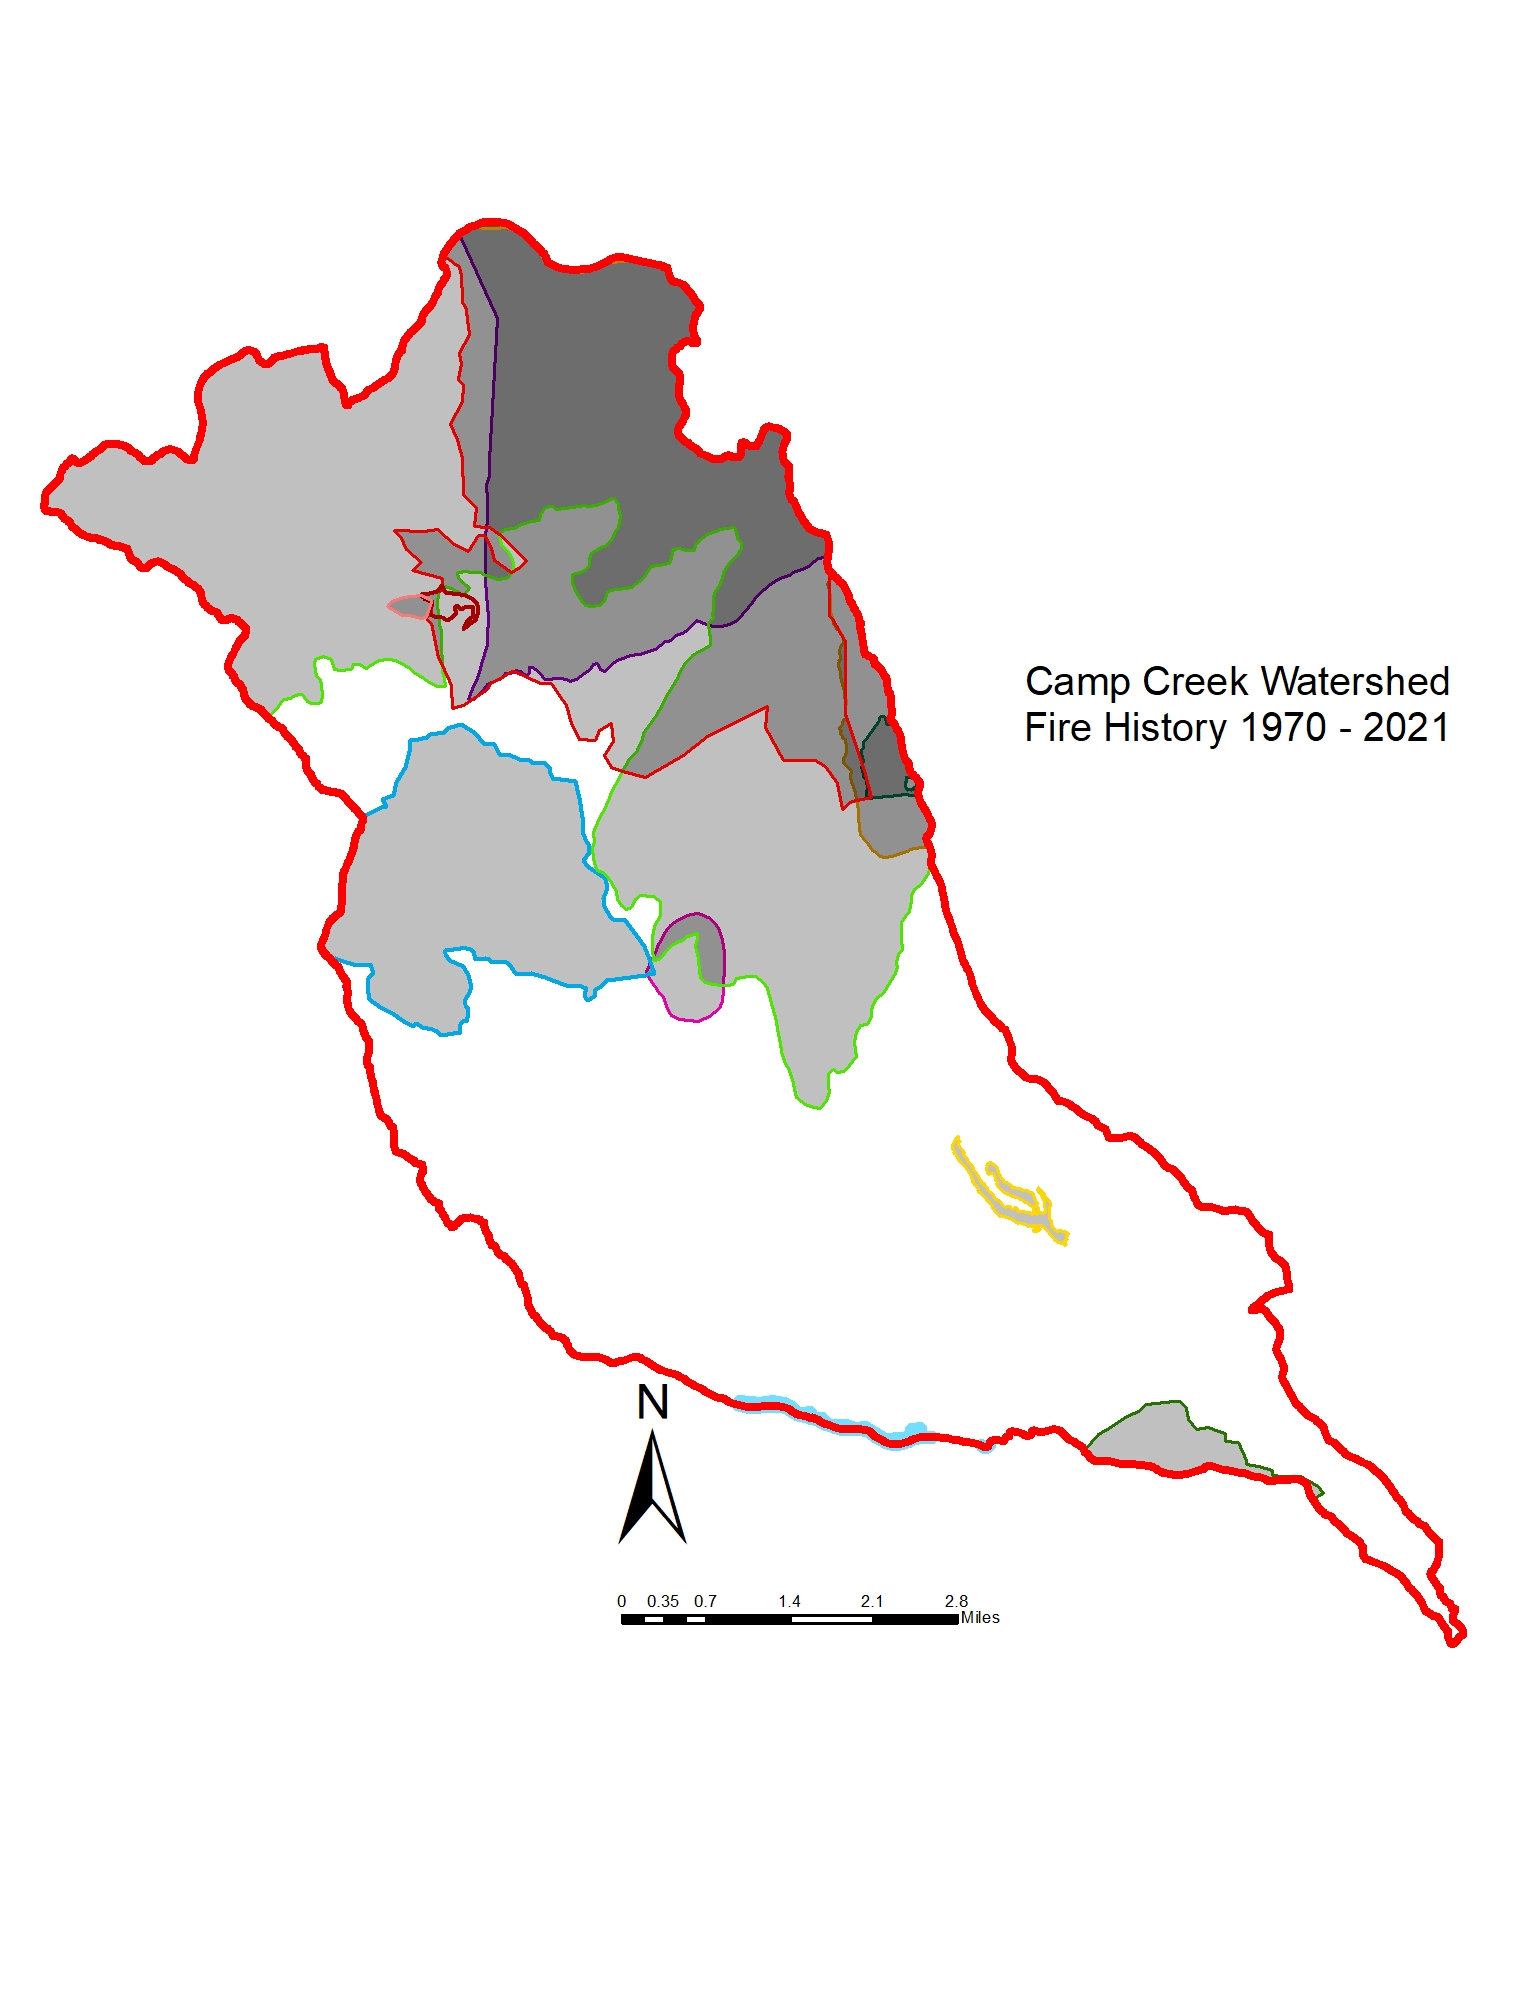 Camp Creek Watershed
Fire History 1970 - 2021
N
0 0.35 0.7 1.4 2.1 2.8
Miles